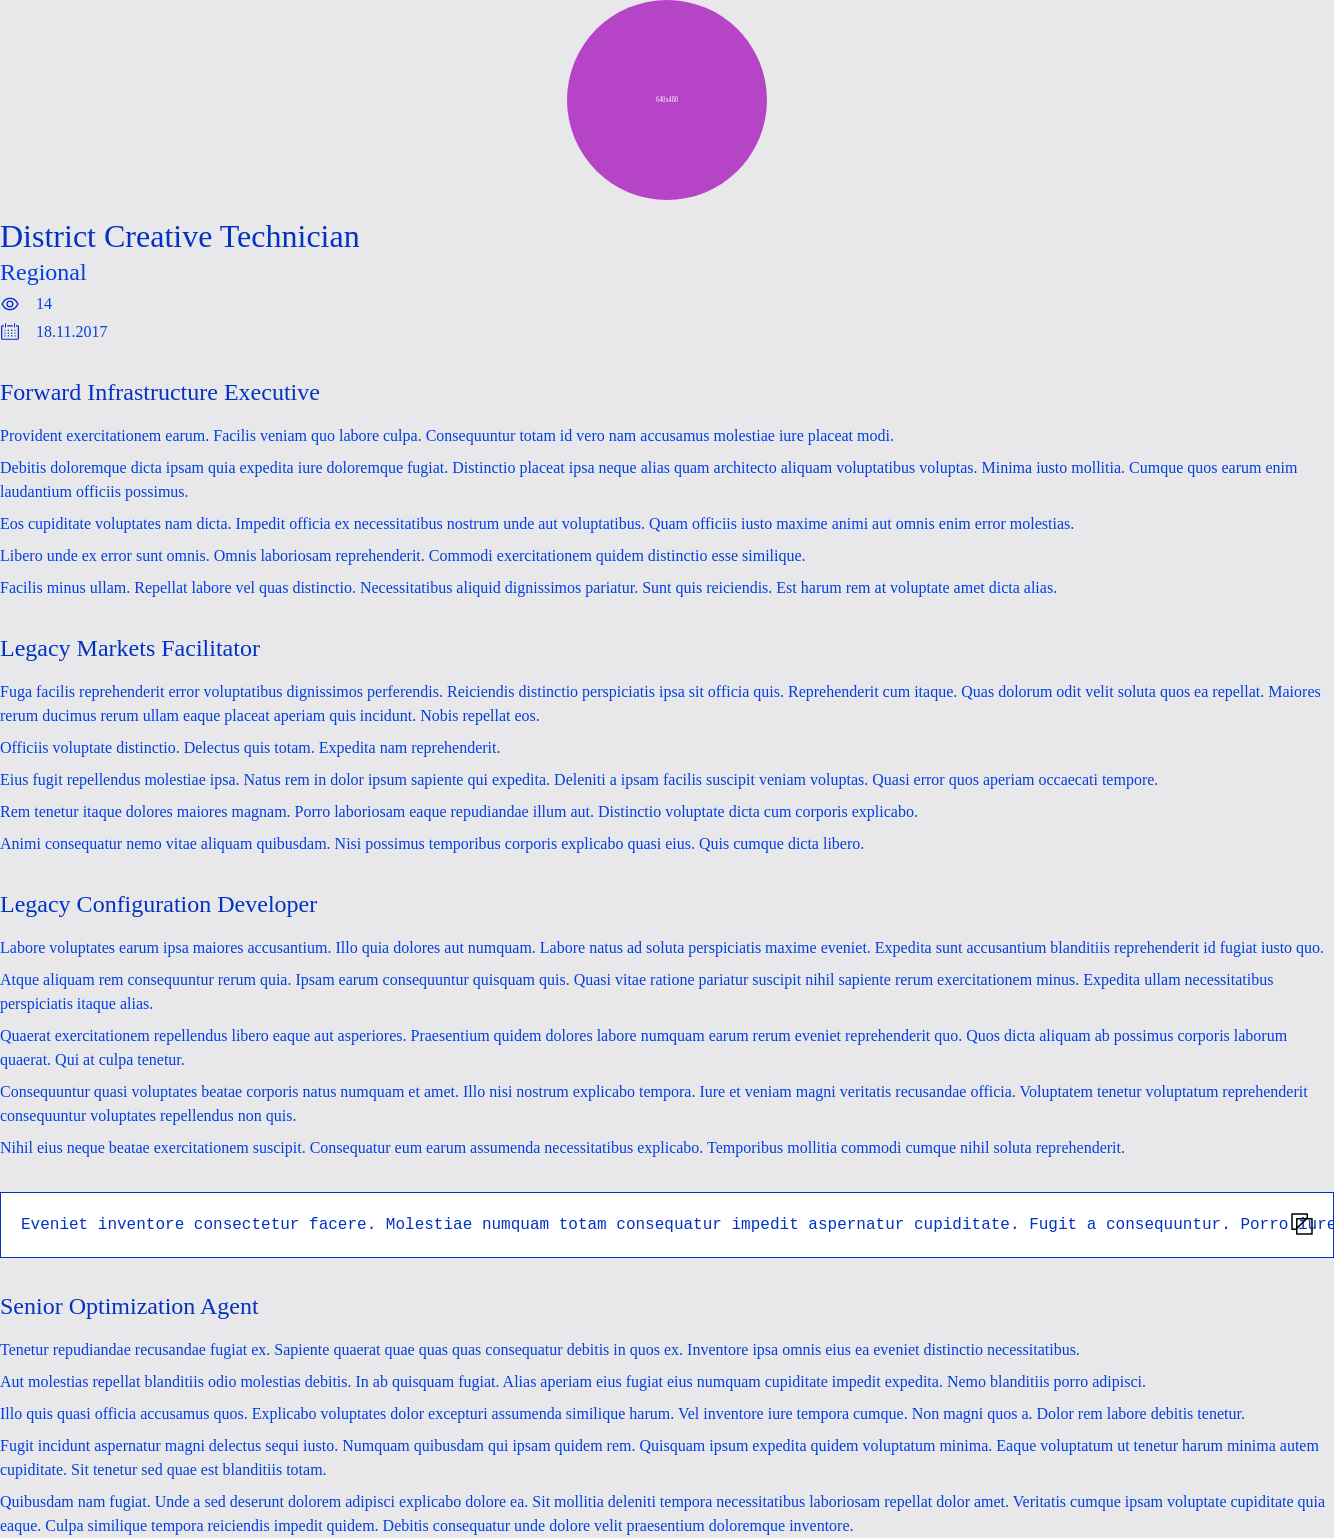 640x480
District Creative Technician
Regional
14
18.11.2017
Forward Infrastructure Executive
Provident exercitationem earum. Facilis veniam quo labore culpa. Consequuntur totam id vero nam accusamus molestiae iure placeat modi.
Debitis doloremque dicta ipsam quia expedita iure doloremque fugiat. Distinctio placeat ipsa neque alias quam architecto aliquam voluptatibus voluptas. Minima iusto mollitia. Cumque quos earum enim
laudantium officiis possimus.
Eos cupiditate voluptates nam dicta. Impedit officia ex necessitatibus nostrum unde aut voluptatibus. Quam officiis iusto maxime animi aut omnis enim error molestias.
Libero unde ex error sunt omnis. Omnis laboriosam reprehenderit. Commodi exercitationem quidem distinctio esse similique.
Facilis minus ullam. Repellat labore vel quas distinctio. Necessitatibus aliquid dignissimos pariatur. Sunt quis reiciendis. Est harum rem at voluptate amet dicta alias.
Legacy Markets Facilitator
Fuga facilis reprehenderit error voluptatibus dignissimos perferendis. Reiciendis distinctio perspiciatis ipsa sit officia quis. Reprehenderit cum itaque. Quas dolorum odit velit soluta quos ea repellat. Maiores
rerum ducimus rerum ullam eaque placeat aperiam quis incidunt. Nobis repellat eos.
Officiis voluptate distinctio. Delectus quis totam. Expedita nam reprehenderit.
Eius fugit repellendus molestiae ipsa. Natus rem in dolor ipsum sapiente qui expedita. Deleniti a ipsam facilis suscipit veniam voluptas. Quasi error quos aperiam occaecati tempore.
Rem tenetur itaque dolores maiores magnam. Porro laboriosam eaque repudiandae illum aut. Distinctio voluptate dicta cum corporis explicabo.
Animi consequatur nemo vitae aliquam quibusdam. Nisi possimus temporibus corporis explicabo quasi eius. Quis cumque dicta libero.
Legacy Configuration Developer
Labore voluptates earum ipsa maiores accusantium. Illo quia dolores aut numquam. Labore natus ad soluta perspiciatis maxime eveniet. Expedita sunt accusantium blanditiis reprehenderit id fugiat iusto quo.
Atque aliquam rem consequuntur rerum quia. Ipsam earum consequuntur quisquam quis. Quasi vitae ratione pariatur suscipit nihil sapiente rerum exercitationem minus. Expedita ullam necessitatibus
perspiciatis itaque alias.
Quaerat exercitationem repellendus libero eaque aut asperiores. Praesentium quidem dolores labore numquam earum rerum eveniet reprehenderit quo. Quos dicta aliquam ab possimus corporis laborum
quaerat. Qui at culpa tenetur.
Consequuntur quasi voluptates beatae corporis natus numquam et amet. Illo nisi nostrum explicabo tempora. Iure et veniam magni veritatis recusandae officia. Voluptatem tenetur voluptatum reprehenderit
consequuntur voluptates repellendus non quis.
Nihil eius neque beatae exercitationem suscipit. Consequatur eum earum assumenda necessitatibus explicabo. Temporibus mollitia commodi cumque nihil soluta reprehenderit.
Eveniet inventore consectetur facere. Molestiae numquam totam consequatur impedit aspernatur cupiditate. Fugit a consequuntur. Porro iure
Senior Optimization Agent
Tenetur repudiandae recusandae fugiat ex. Sapiente quaerat quae quas quas consequatur debitis in quos ex. Inventore ipsa omnis eius ea eveniet distinctio necessitatibus.
Aut molestias repellat blanditiis odio molestias debitis. In ab quisquam fugiat. Alias aperiam eius fugiat eius numquam cupiditate impedit expedita. Nemo blanditiis porro adipisci.
Illo quis quasi officia accusamus quos. Explicabo voluptates dolor excepturi assumenda similique harum. Vel inventore iure tempora cumque. Non magni quos a. Dolor rem labore debitis tenetur.
Fugit incidunt aspernatur magni delectus sequi iusto. Numquam quibusdam qui ipsam quidem rem. Quisquam ipsum expedita quidem voluptatum minima. Eaque voluptatum ut tenetur harum minima autem
cupiditate. Sit tenetur sed quae est blanditiis totam.
Quibusdam nam fugiat. Unde a sed deserunt dolorem adipisci explicabo dolore ea. Sit mollitia deleniti tempora necessitatibus laboriosam repellat dolor amet. Veritatis cumque ipsam voluptate cupiditate quia
eaque. Culpa similique tempora reiciendis impedit quidem. Debitis consequatur unde dolore velit praesentium doloremque inventore.